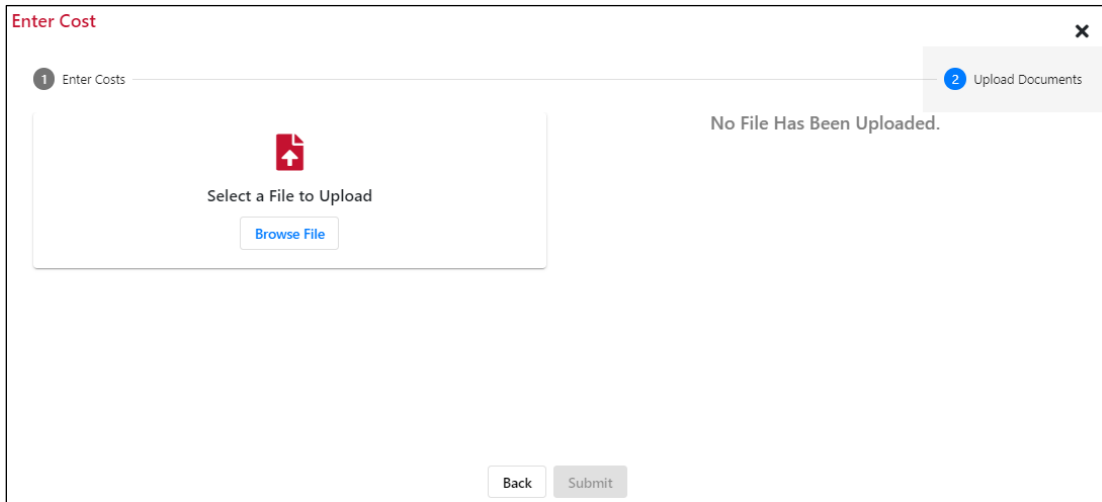 Enter Cost
1 Enter Costs
2 Upload Documents
No File Has Been Uploaded.
Select a File to Upload
Browse File
Back
Submit